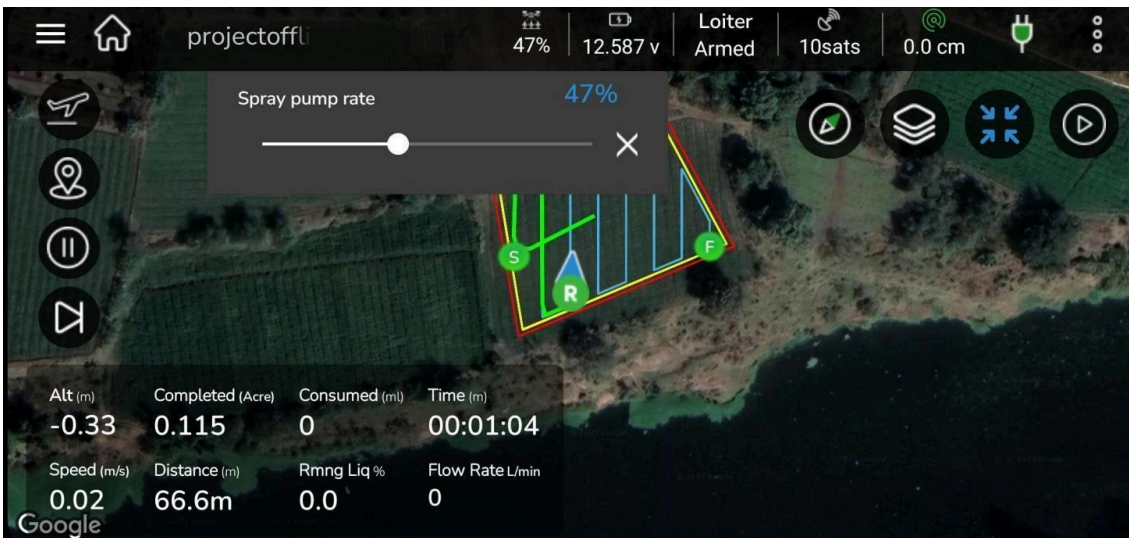 projectoffli
47%
12.587 v
Loiter
Armed
10sats
0.0 cm
Spray pump rate
47%
S
F
R
Alt (m)
-0.33
Completed (Acre)
0.115
Consumed (ml)
0
Time (m)
00:01:04
Speed (m/s)
0.02
Distance (m)
66.6m
Rmng Liq %
0.0
Flow Rate L/min
0
Google